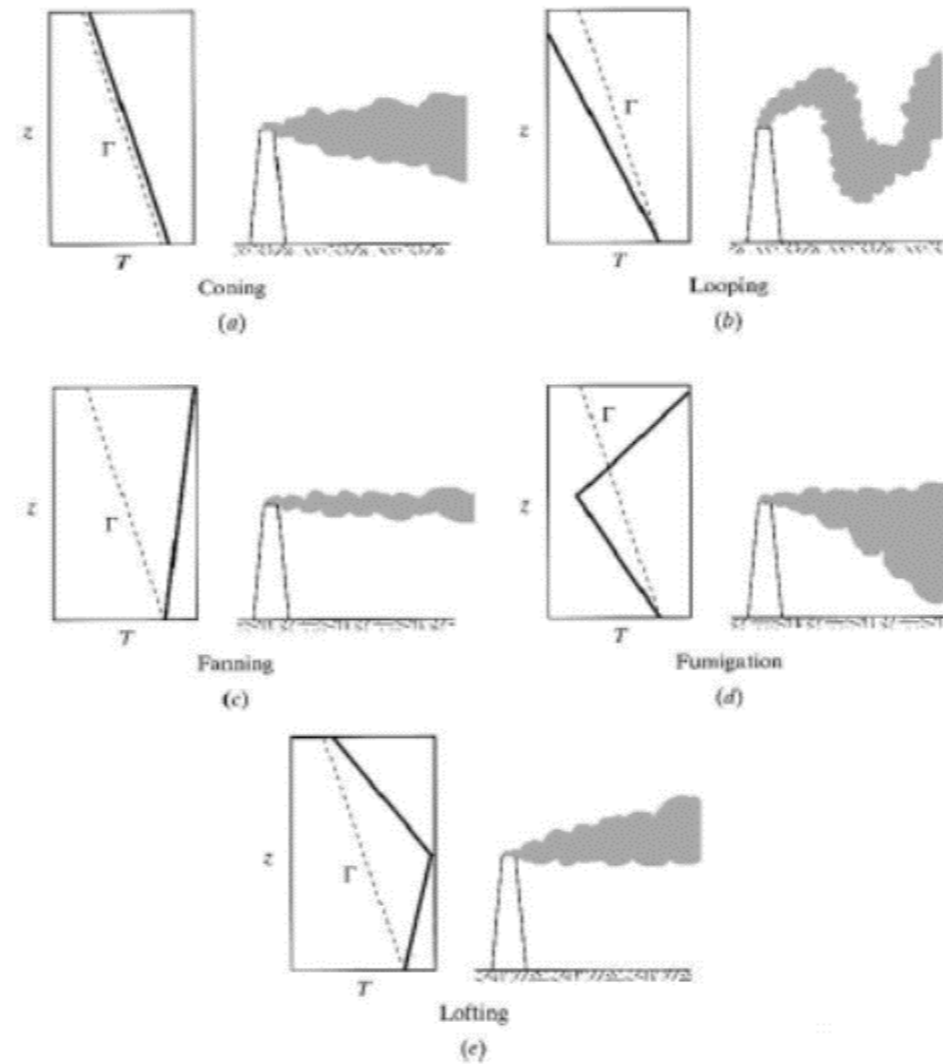 z
Γ
T
Coning
(a)
z
Γ
T
Looping
(b)
z
Γ
T
Fanning
(c)
z
Γ
T
Fumigation
(d)
z
Γ
T
Lofting
(e)